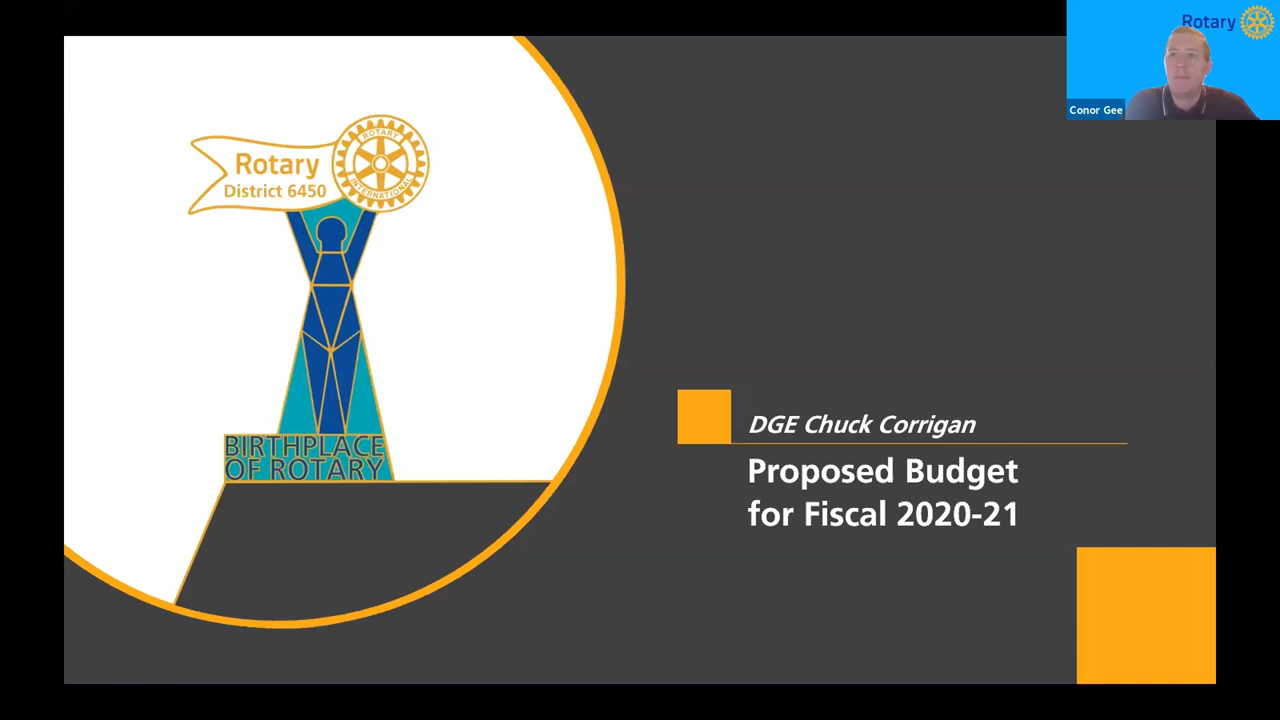 Rotary
Conor Gee
Rotary
District 6450
ROTARY
INTERNATIONAL
BIRTHPLACE
OF ROTARY
DGE Chuck Corrigan
Proposed Budget
for Fiscal 2020-21